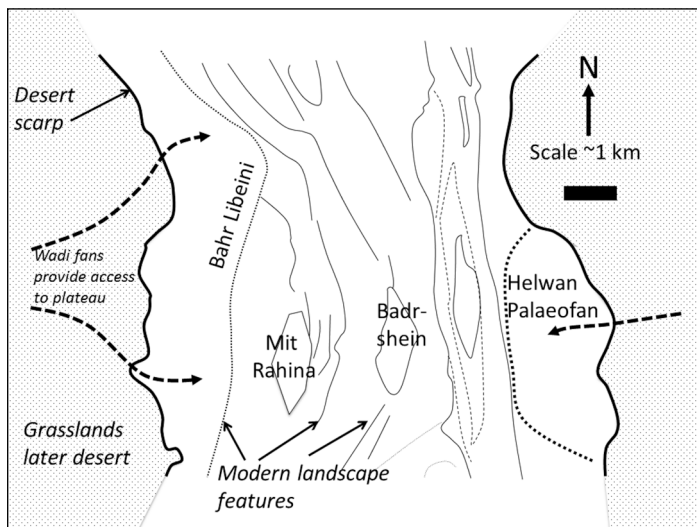 Desert
scarp
N
Scale ~1 km
Bahr Libeini
Wadi fans
provide access
to plateau
Helwan
Palaeofan
Badr-
shein
Mit
Rahina
Grasslands
later desert
Modern landscape
features